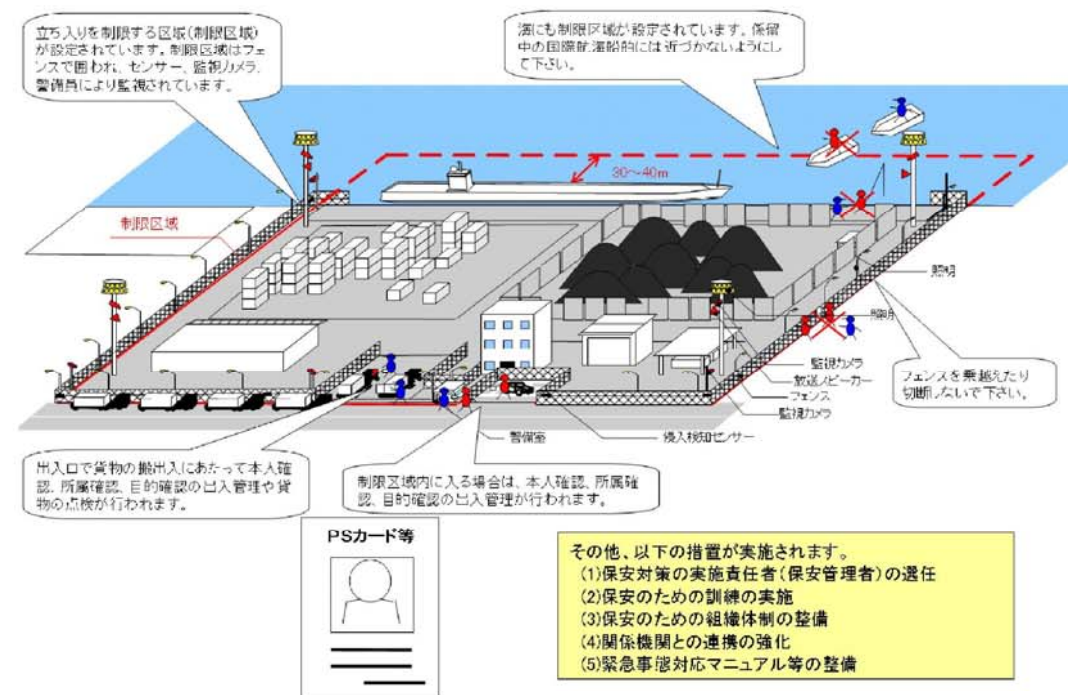 立ち入りを制限する区域(制限区域)
が設定されています。制限区域はフェ
ンスで囲われ、センサー、監視カメラ、
警備員により監視されています。
海にも制限区域が設定されています。係留
中の国際航海船的には近づかないようにし
て下さい。
30～40m
制限区域
照明
照明
監視カメラ
放送スピーカー
フェンス
監視カメラ
フェンスを乗越えたり
切断しないで下さい。
警備室
侵入検知センサー
出入口で貨物の搬出入にあたって本人確
認、所属確認、目的確認の出入管理や貨
物の点検が行われます。
制限区域内に入る場合は、本人確認、所属確
認、目的確認の出入管理が行われます。
PSカード等
その他、以下の措置が実施されます。
(1)保安対策の実施責任者(保安管理者)の選任
(2)保安のための訓練の実施
(3)保安のための組織体制の整備
(4)関係機関との連携の強化
(5)緊急事態対応マニュアル等の整備